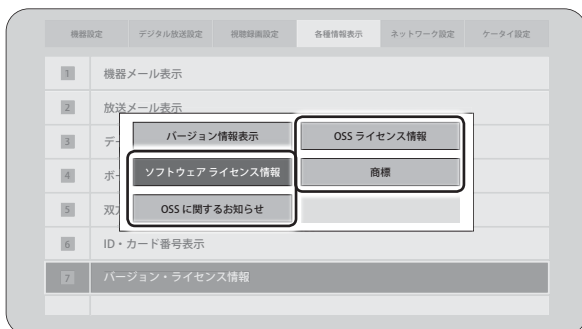 機器設定 デジタル放送設定 視聴録画設定 各種情報表示 ネットワーク設定 ケータイ設定
1 機器メール表示
2 放送メール表示
3 デー
バージョン情報表示 OSS ライセンス情報
4 ボー
ソフトウェア ライセンス情報 商標
5 双方
OSS に関するお知らせ
6 ID・カード番号表示
7 バージョン・ライセンス情報